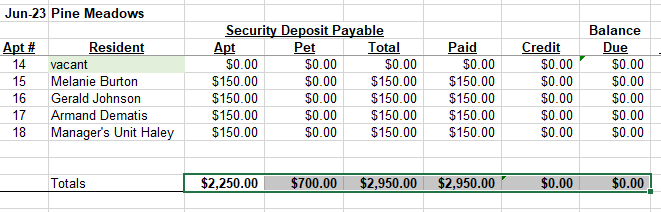 Jun-23 Pine Meadows
Security Deposit Payable Balance
Apt # Resident Apt Pet Total Paid Credit Due
14 vacant $0.00 $0.00 $0.00 $0.00 $0.00 $0.00
15 Melanie Burton $150.00 $0.00 $150.00 $150.00 $0.00 $0.00
16 Gerald Johnson $150.00 $0.00 $150.00 $150.00 $0.00 $0.00
17 Armand Dematis $150.00 $0.00 $150.00 $150.00 $0.00 $0.00
18 Manager's Unit Haley $150.00 $0.00 $150.00 $150.00 $0.00 $0.00
Totals $2,250.00 $700.00 $2,950.00 $2,950.00 $0.00 $0.00